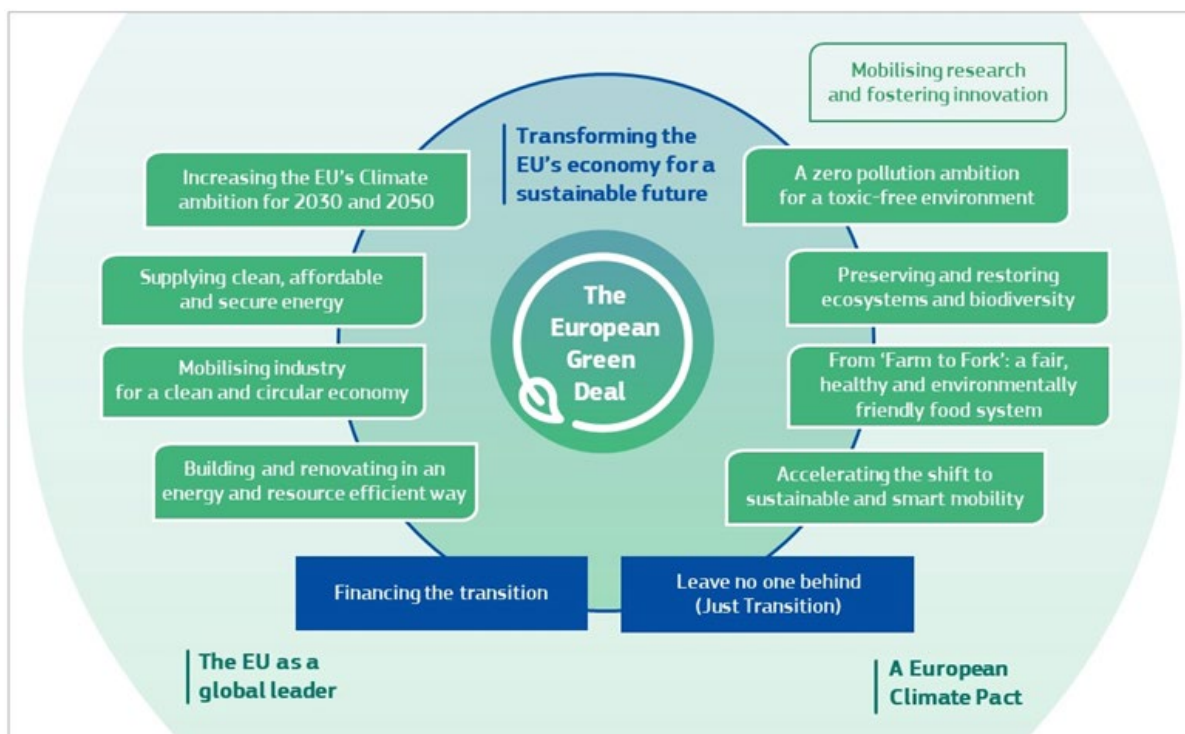 Mobilising research
and fostering innovation
Transforming the
EU's economy for a
sustainable future
Increasing the EU's Climate
ambition for 2030 and 2050
Supplying clean, affordable
and secure energy
Mobilising industry
for a clean and circular economy
Building and renovating in an
energy and resource efficient way
The
European
Green
Deal
A zero pollution ambition
for a toxic-free environment
Preserving and restoring
ecosystems and biodiversity
From ‘Farm to Fork’: a fair,
healthy and environmentally
friendly food system
Accelerating the shift to
sustainable and smart mobility
Financing the transition
Leave no one behind
(Just Transition)
The EU as a
global leader
A European
Climate Pact